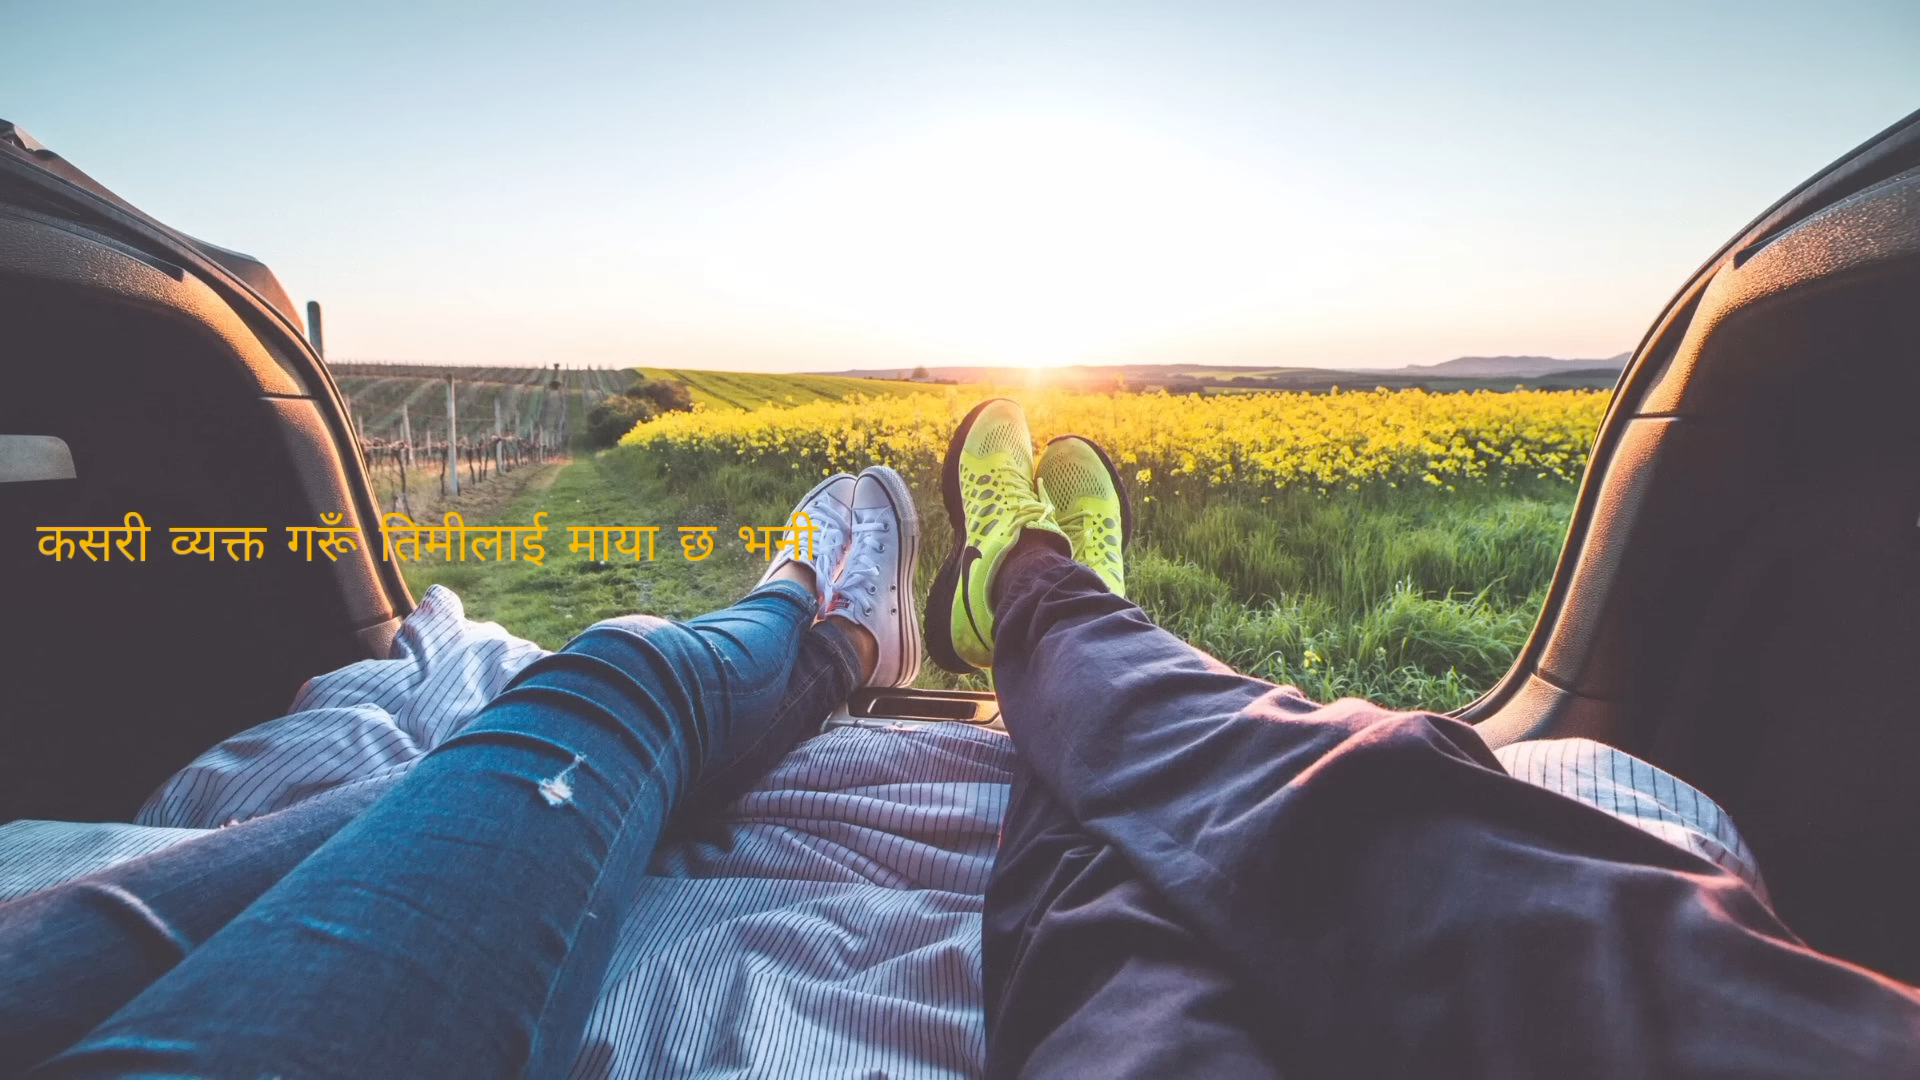 कसरी व्यक्त गरूँ तिमीलाई माया छ भनी